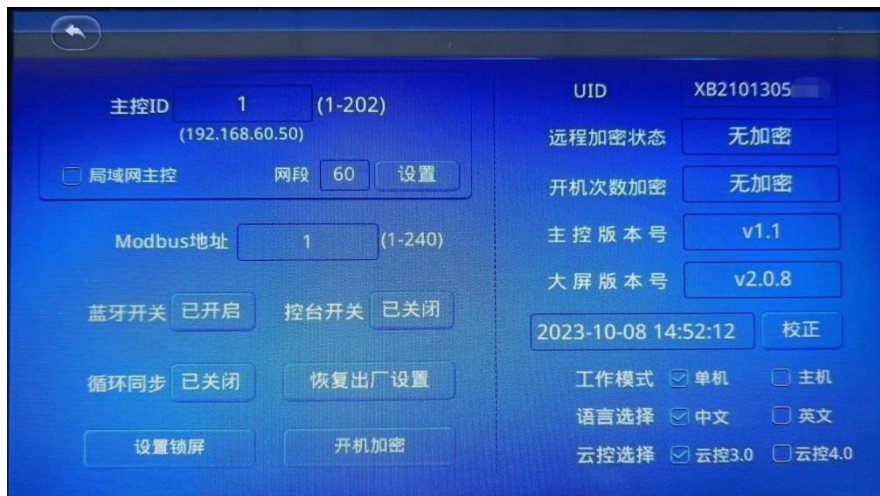 主控ID 1 (1-202)
(192.168.60.50)
局域网主控 网段 60 设置
Modbus地址 1 (1-240)
蓝牙开关 已开启 控台开关 已关闭
循环同步 已关闭 恢复出厂设置
设置锁屏 开机加密
UID XB2101305
远程加密状态 无加密
开机次数加密 无加密
主控版本号 v1.1
大屏版本号 v2.0.8
2023-10-08 14:52:12 校正
工作模式 单机 主机
语言选择 中文 英文
云控选择 云控3.0 云控4.0